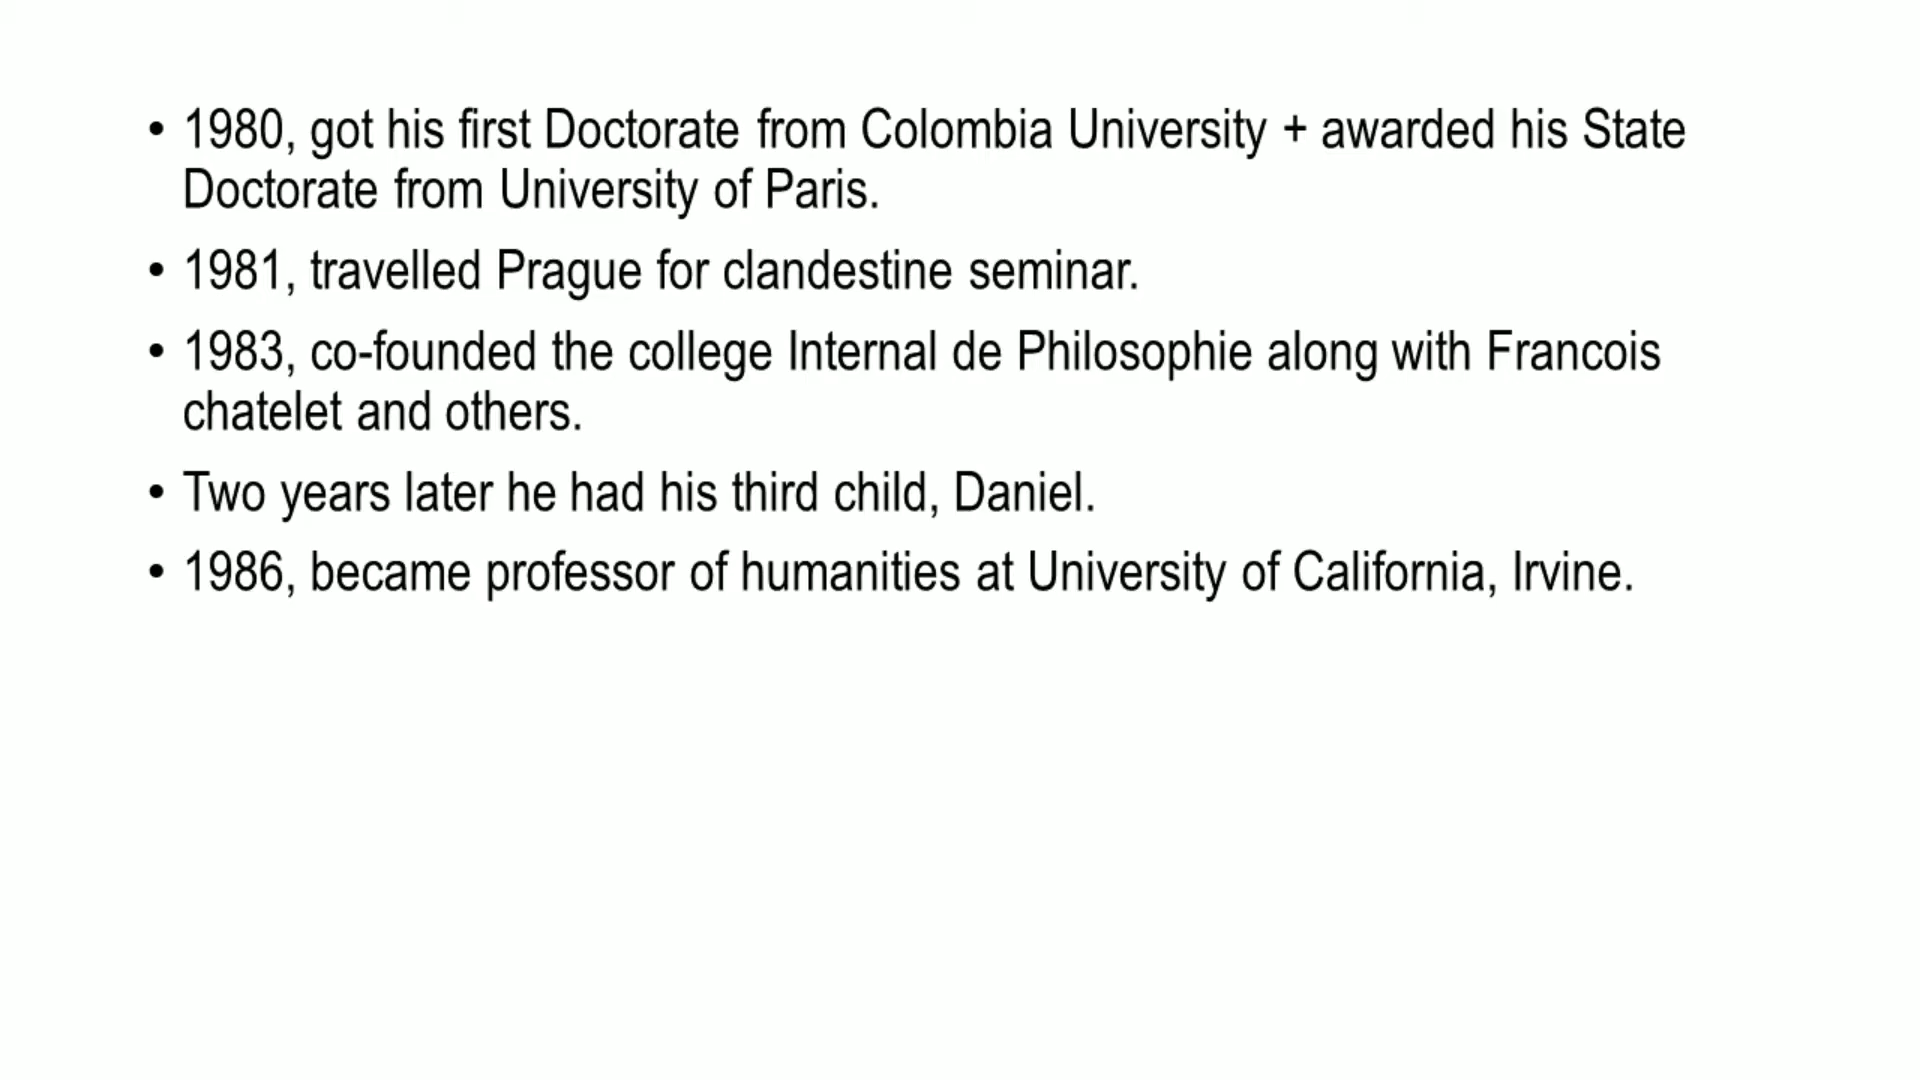 • 1980, got his first Doctorate from Colombia University + awarded his State
Doctorate from University of Paris.
• 1981, travelled Prague for clandestine seminar.
• 1983, co-founded the college Internal de Philosophie along with Francois
chatelet and others.
• Two years later he had his third child, Daniel.
• 1986, became professor of humanities at University of California, Irvine.